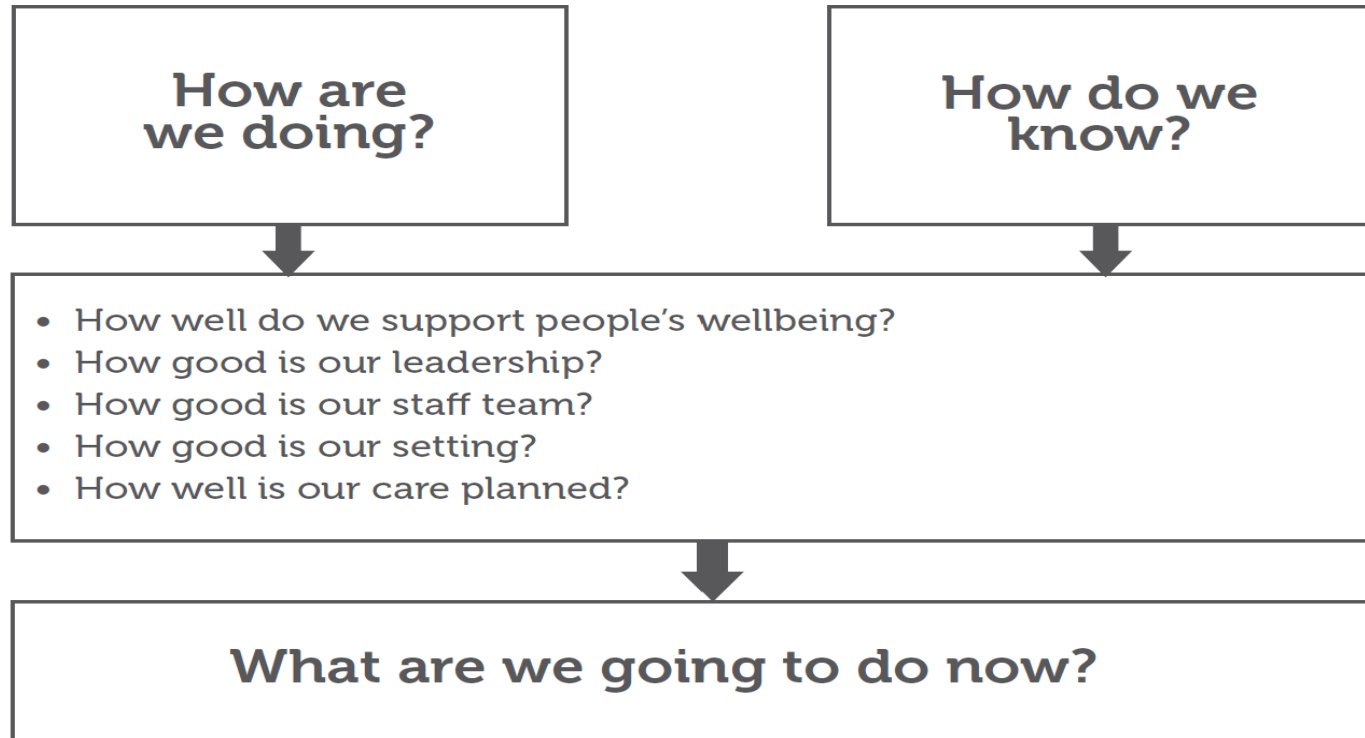 How are
we doing?
How do we
know?
• How well do we support people’s wellbeing?
• How good is our leadership?
• How good is our staff team?
• How good is our setting?
• How well is our care planned?
What are we going to do now?